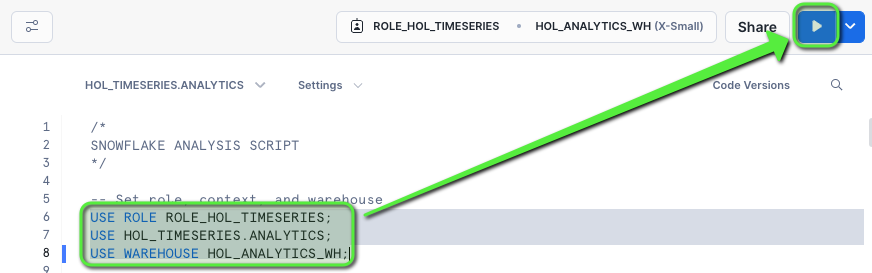 ROLE_HOL_TIMESERIES • HOL_ANALYTICS_WH (X-Small) Share
HOL_TIMESERIES.ANALYTICS Settings Code Versions
1 /*
2 SNOWFLAKE ANALYSIS SCRIPT
3 */
4
5 -- Set role, context, and warehouse
6 USE ROLE ROLE_HOL_TIMESERIES;
7 USE HOL_TIMESERIES.ANALYTICS;
8 USE WAREHOUSE HOL_ANALYTICS_WH;
9